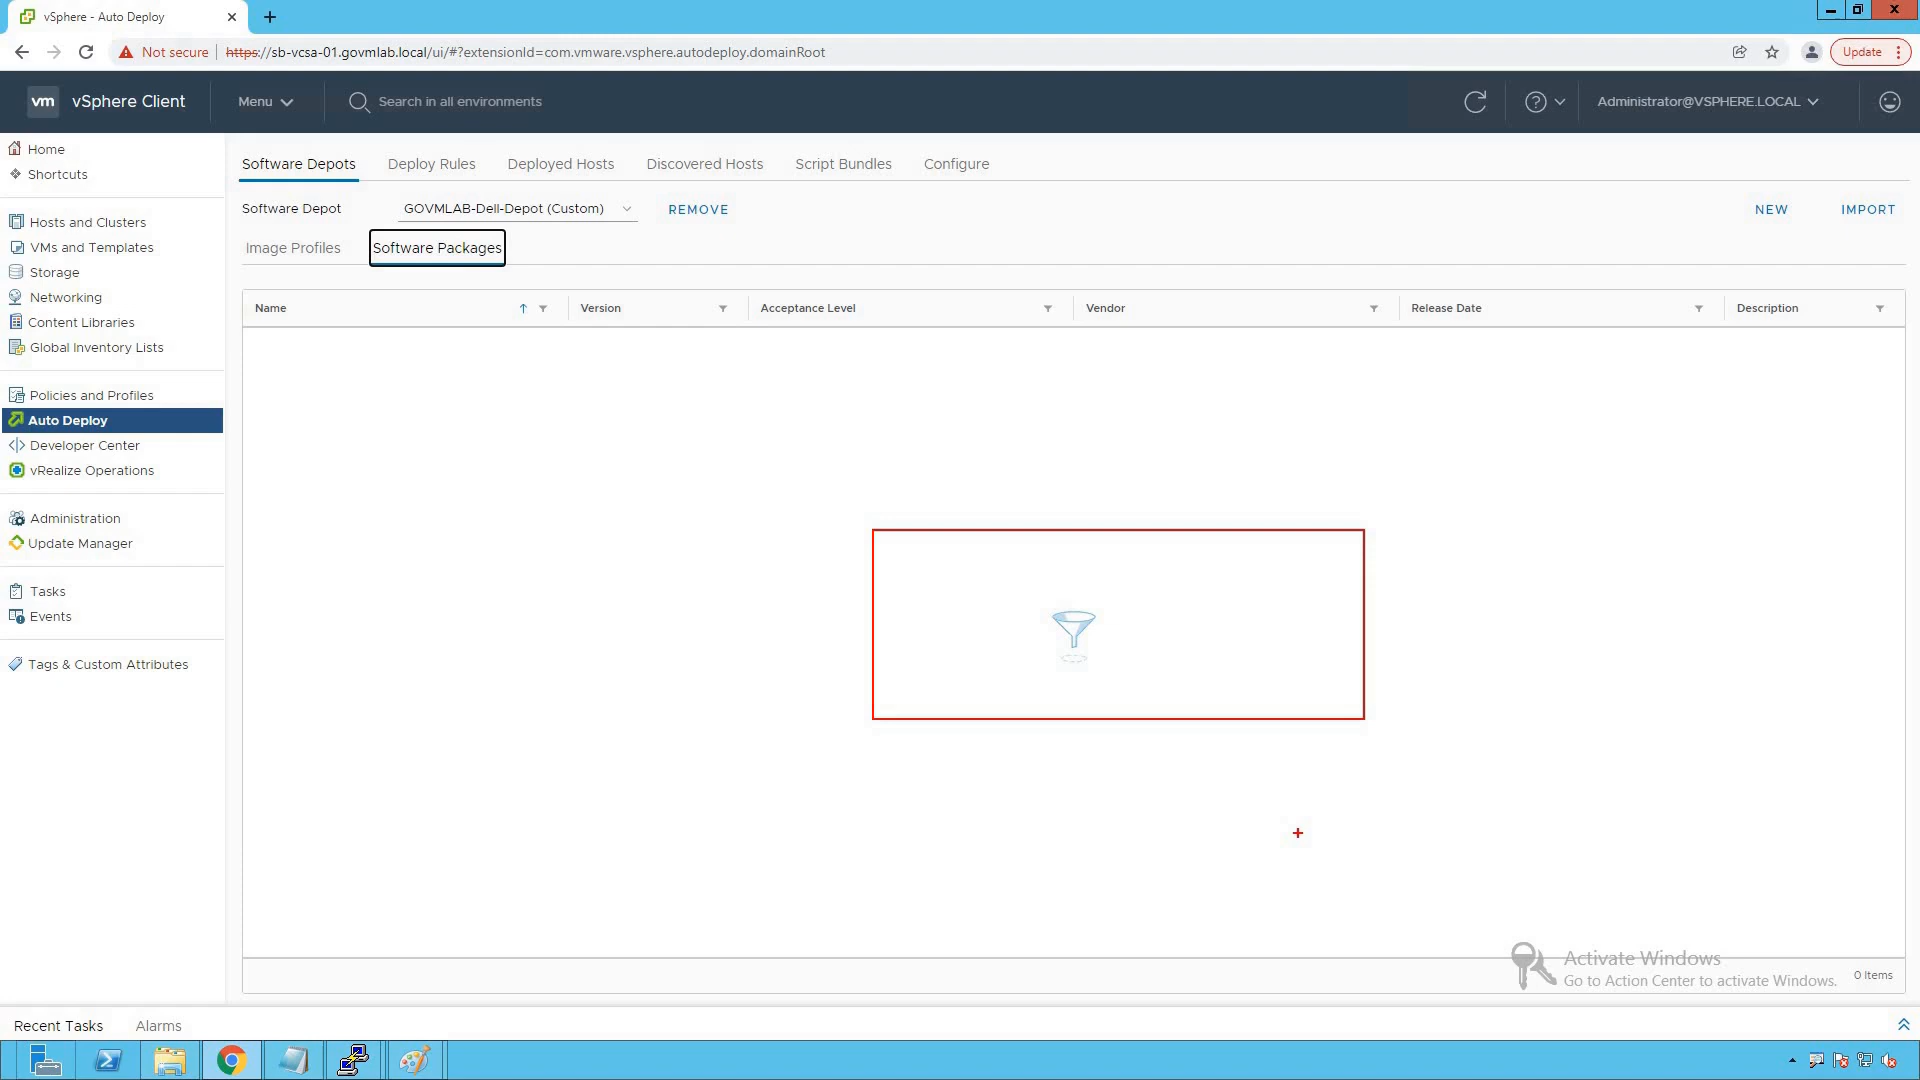 vSphere - Auto Deploy
Not secure
https://sb-vcsa-01.govmlab.local/ui/#?extensionId=com.vmware.vsphere.autodeploy.domainRoot
Update
vm
vSphere Client
Menu
Search in all environments
Administrator@VSPHERE.LOCAL
Home
Shortcuts
Hosts and Clusters
VMs and Templates
Storage
Networking
Content Libraries
Global Inventory Lists
Policies and Profiles
Auto Deploy
Developer Center
vRealize Operations
Administration
Update Manager
Tasks
Events
Tags & Custom Attributes
Software Depots Deploy Rules Deployed Hosts Discovered Hosts Script Bundles Configure
Software Depot GOVMLAB-Dell-Depot (Custom) REMOVE NEW IMPORT
Image Profiles Software Packages
Name Version Acceptance Level Vendor Release Date Description
Activate Windows
Go to Action Center to activate Windows.
0 items
Recent Tasks Alarms